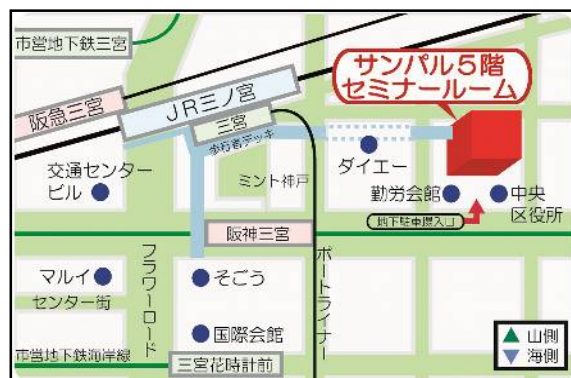 市営地下鉄三宮
サンパル5階
セミナールーム
JR三ノ宮
阪急三宮
三宮
歩行者デッキ
交通センター
ビル
ミント神戸
ダイエー
勤労会館
中央
区役所
地下駐車場入口
阪神三宮
フラワーロード
ポートライナー
マルイ
センター街
そごう
国際会館
市営地下鉄海岸線
三宮花時計前
山側
海側